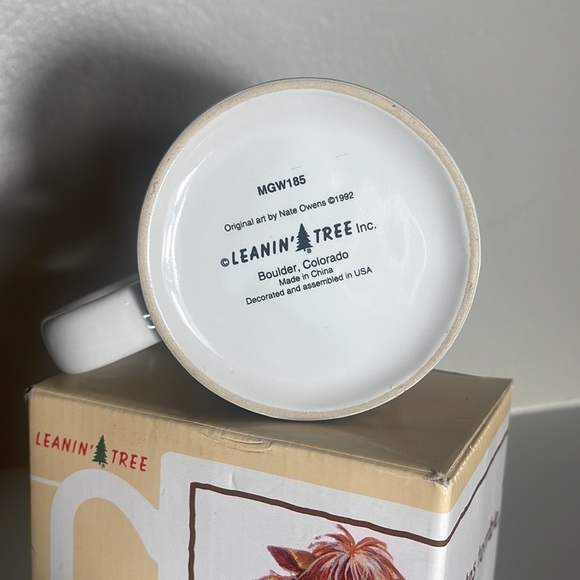 MGW185
Original art by Nate Owens ©1992
© LEANIN' TREE Inc.
Boulder, Colorado
Made in China
Decorated and assembled in USA
LEANIN' TREE